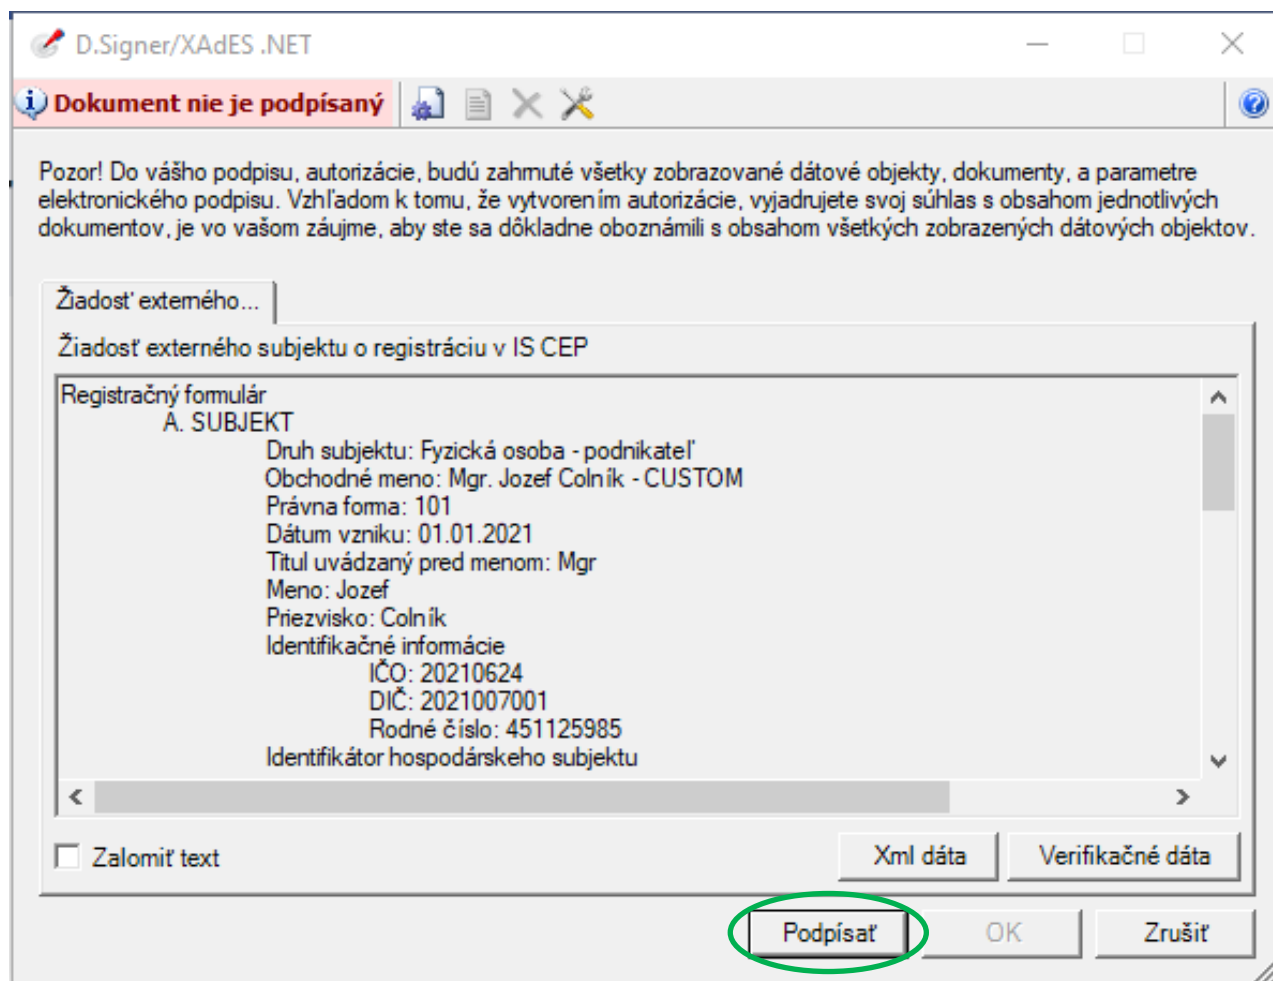 D.Signer/XAdES .NET
Dokument nie je podpísaný
Pozor! Do vášho podpisu, autorizácie, budú zahrnuté všetky zobrazované dátové objekty, dokumenty, a parametre
elektronického podpisu. Vzhľadom k tomu, že vytvorením autorizácie, vyjadrujete svoj súhlas s obsahom jednotlivých
dokumentov, je vo vašom záujme, aby ste sa dôkladne oboznámili s obsahom všetkých zobrazených dátových objektov.
Žiadosť externého...
Žiadosť externého subjektu o registráciu v IS CEP
Registračný formulár
A. SUBJEKT
Druh subjektu: Fyzická osoba - podnikateľ
Obchodné meno: Mgr. Jozef Colník - CUSTOM
Právna forma: 101
Dátum vzniku: 01.01.2021
Titul uvádzaný pred menom: Mgr
Meno: Jozef
Priezvisko: Colník
Identifikačné informácie
IČO: 20210624
DIČ: 2021007001
Rodné číslo: 451125985
Identifikátor hospodárskeho subjektu
Zalomiť text
Xml dáta
Verifikačné dáta
Podpísať
OK
Zrušiť